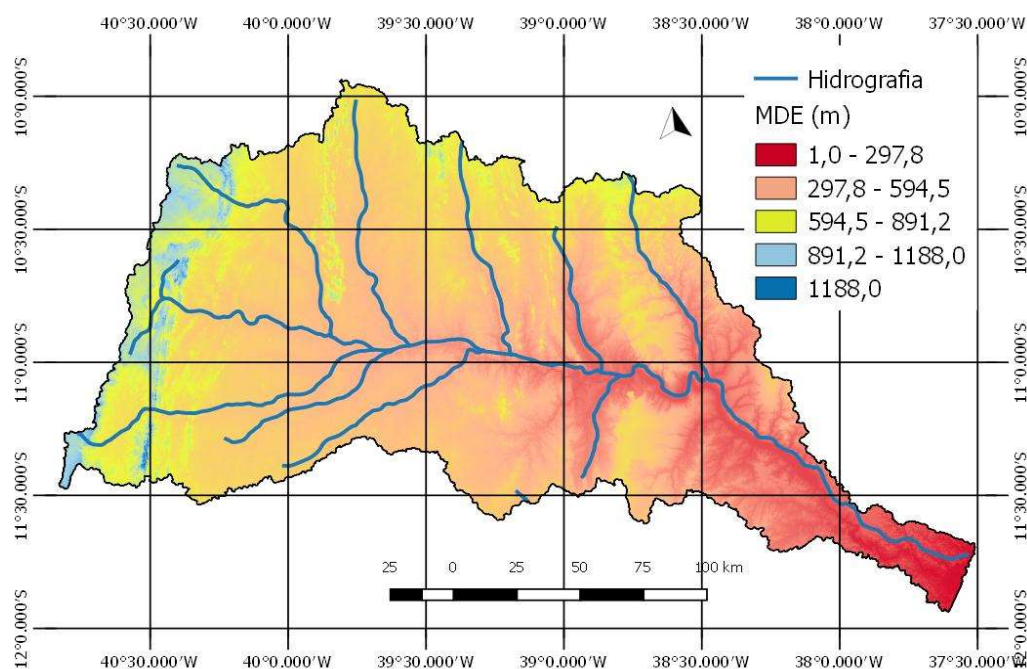 40°30.000′W 40°0.000′W 39°30.000′W 39°0.000′W 38°30.000′W 38°0.000′W 37°30.000′W
10°0.000′S
10°30.000′S
11°0.000′S
11°30.000′S
12°0.000′S
Hidrografia
MDE (m)
1,0 - 297,8
297,8 - 594,5
594,5 - 891,2
891,2 - 1188,0
1188,0
10°0.000′S
10°30.000′S
11°0.000′S
11°30.000′S
12°0.000′S
25 0 25 50 75 100 km
40°30.000′W 40°0.000′W 39°30.000′W 39°0.000′W 38°30.000′W 38°0.000′W 37°30.000′W